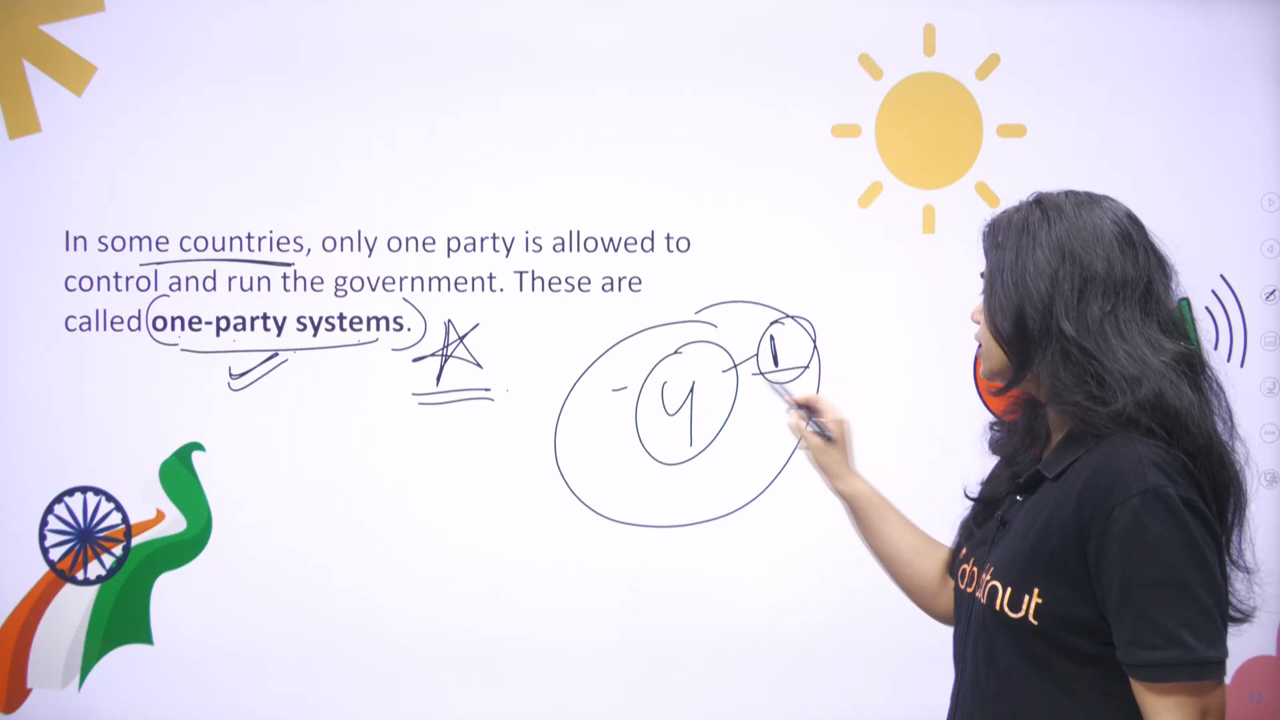 In some countries, only one party is allowed to
control and run the government. These are
called one-party systems.
y
1
doubtnut
32